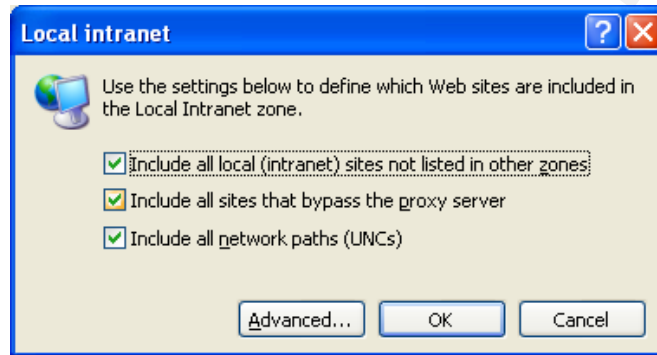 Local intranet
Use the settings below to define which Web sites are included in
the Local Intranet zone.
Include all local (intranet) sites not listed in other zones
Include all sites that bypass the proxy server
Include all network paths (UNCs)
Advanced... OK Cancel